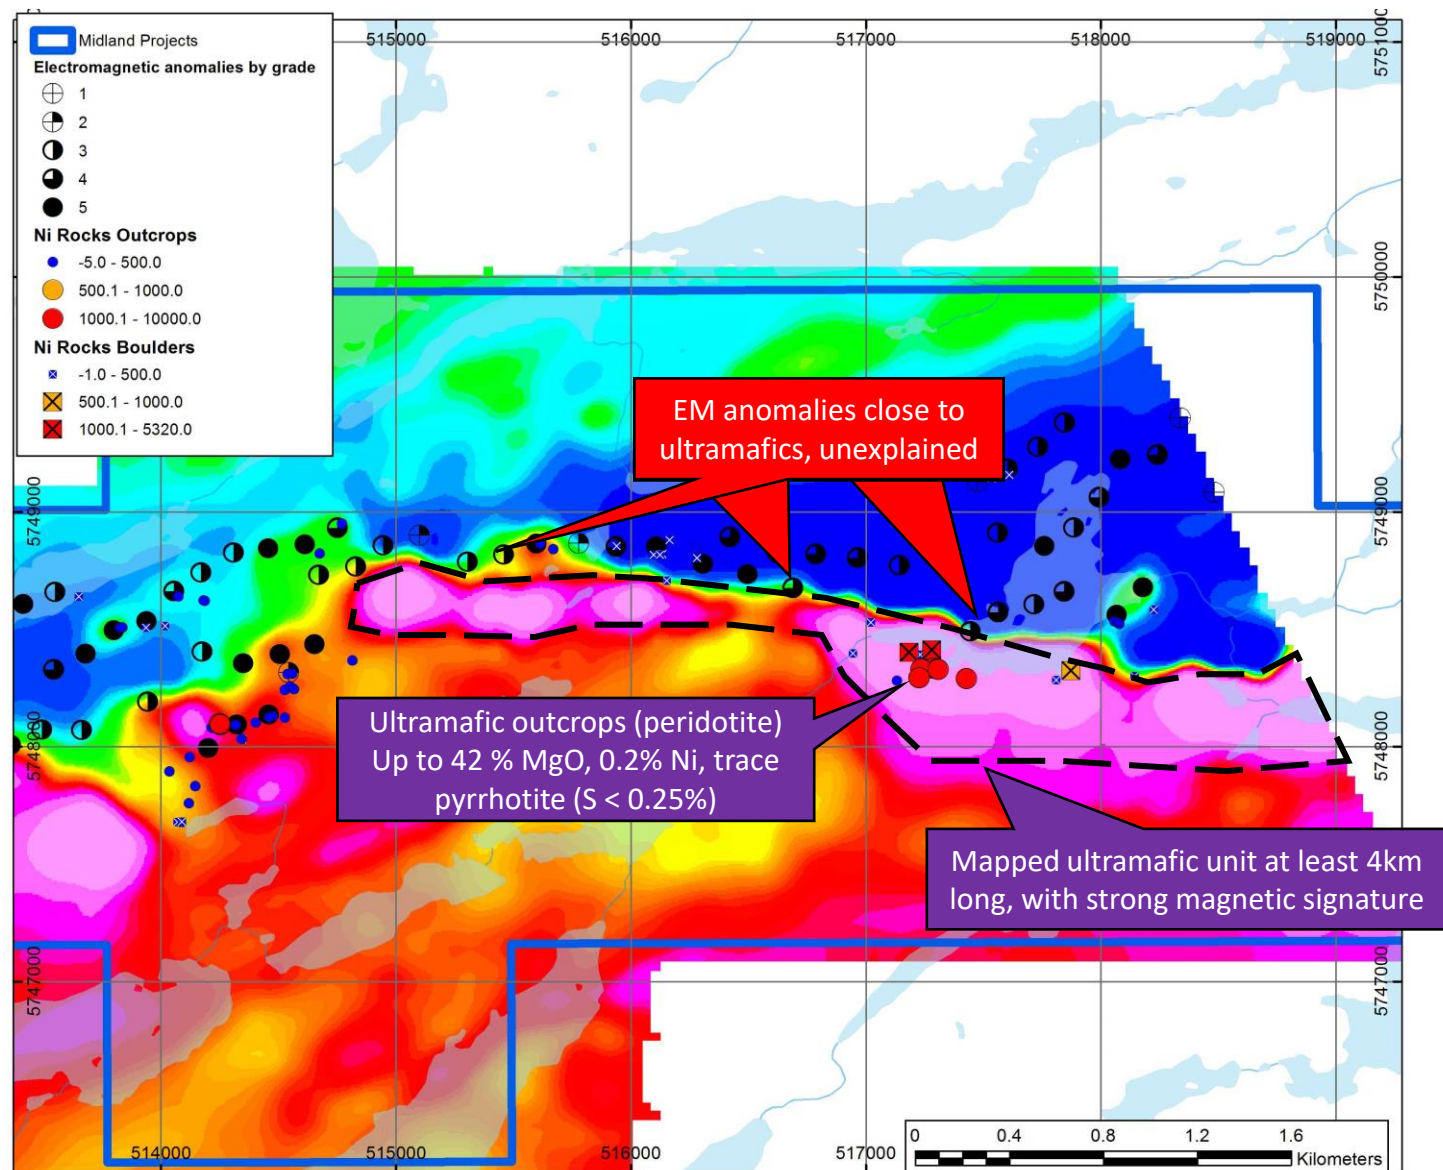 Midland Projects
Electromagnetic anomalies by grade
1
2
3
4
5
Ni Rocks Outcrops
-5.0 - 500.0
500.1 - 1000.0
1000.1 - 10000.0
Ni Rocks Boulders
-1.0 - 500.0
500.1 - 1000.0
1000.1 - 5320.0
515000
516000
517000
518000
519000
5751000
5750000
5749000
5749000
5748000
5748000
5747000
5747000
EM anomalies close to
ultramafics, unexplained
Ultramafic outcrops (peridotite)
Up to 42 % MgO, 0.2% Ni, trace
pyrrhotite (S < 0.25%)
Mapped ultramafic unit at least 4km
long, with strong magnetic signature
514000
515000
516000
517000
0
0.4
0.8
1.2
1.6
Kilometers